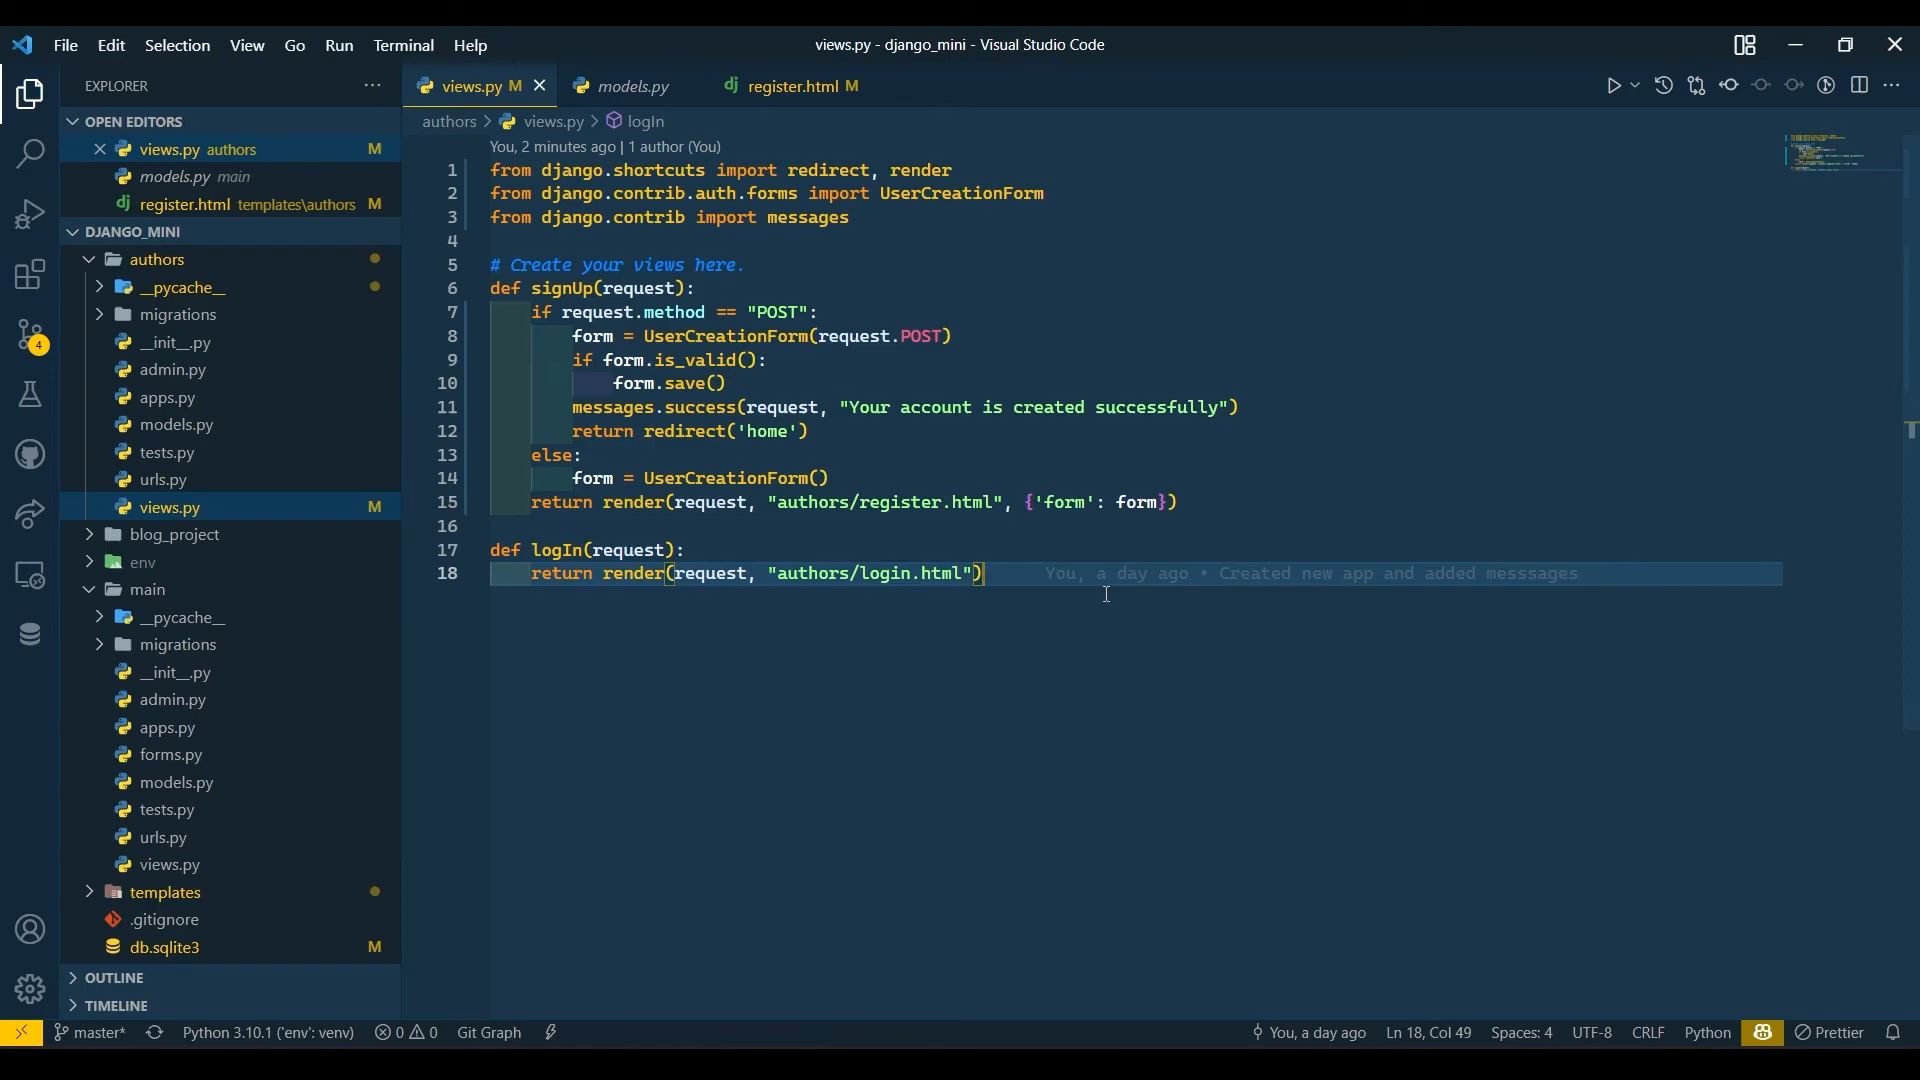 File Edit Selection View Go Run Terminal Help
views.py - django_mini - Visual Studio Code
EXPLORER
OPEN EDITORS
views.py authors M
models.py main
register.html templates\authors M
DJANGO_MINI
authors
__pycache__
migrations
__init__.py
admin.py
apps.py
models.py
tests.py
urls.py
views.py M
blog_project
env
main
__pycache__
migrations
__init__.py
admin.py
apps.py
forms.py
models.py
tests.py
urls.py
views.py
templates
.gitignore
db.sqlite3 M
OUTLINE
TIMELINE
4
views.py M models.py register.html M
authors > views.py > logIn
You, 2 minutes ago | 1 author (You)
1 from django.shortcuts import redirect, render
2 from django.contrib.auth.forms import UserCreationForm
3 from django.contrib import messages
4
5 # Create your views here.
6 def signUp(request):
7 if request.method == "POST":
8 form = UserCreationForm(request.POST)
9 if form.is_valid():
10 form.save()
11 messages.success(request, "Your account is created successfully")
12 return redirect('home')
13 else:
14 form = UserCreationForm()
15 return render(request, "authors/register.html", {'form': form})
16
17 def logIn(request):
18 return render(request, "authors/login.html") You, a day ago • Created new app and added messsages
master* Python 3.10.1 ('env': venv) 0 0 Git Graph You, a day ago Ln 18, Col 49 Spaces: 4 UTF-8 CRLF Python Prettier